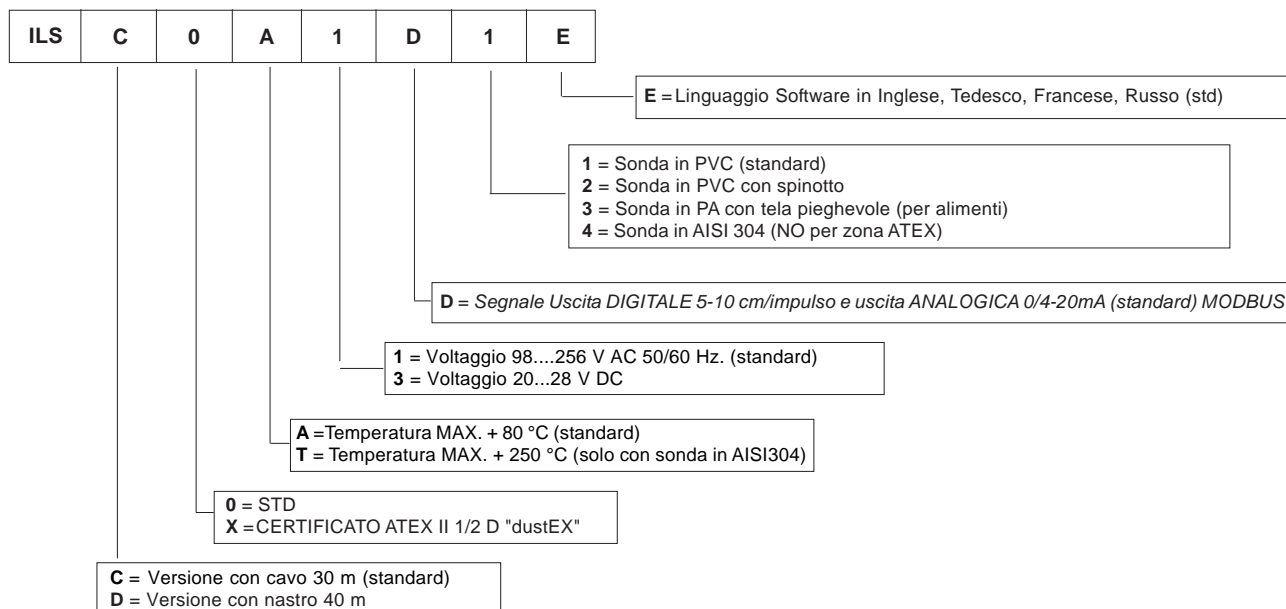 ILS C 0 A 1 D 1 E
E =Linguaggio Software in Inglese, Tedesco, Francese, Russo (std)
1 = Sonda in PVC (standard)
2 = Sonda in PVC con spinotto
3 = Sonda in PA con tela pieghevole (per alimenti)
4 = Sonda in AISI 304 (NO per zona ATEX)
D = Segnale Uscita DIGITALE 5-10 cm/impulso e uscita ANALOGICA 0/4-20mA (standard) MODBUS
1 = Voltaggio 98....256 V AC 50/60 Hz. (standard)
3 = Voltaggio 20...28 V DC
A =Temperatura MAX. + 80 °C (standard)
T = Temperatura MAX. + 250 °C (solo con sonda in AISI304)
0 = STD
X =CERTIFICATO ATEX II 1/2 D "dustEX"
C = Versione con cavo 30 m (standard)
D = Versione con nastro 40 m